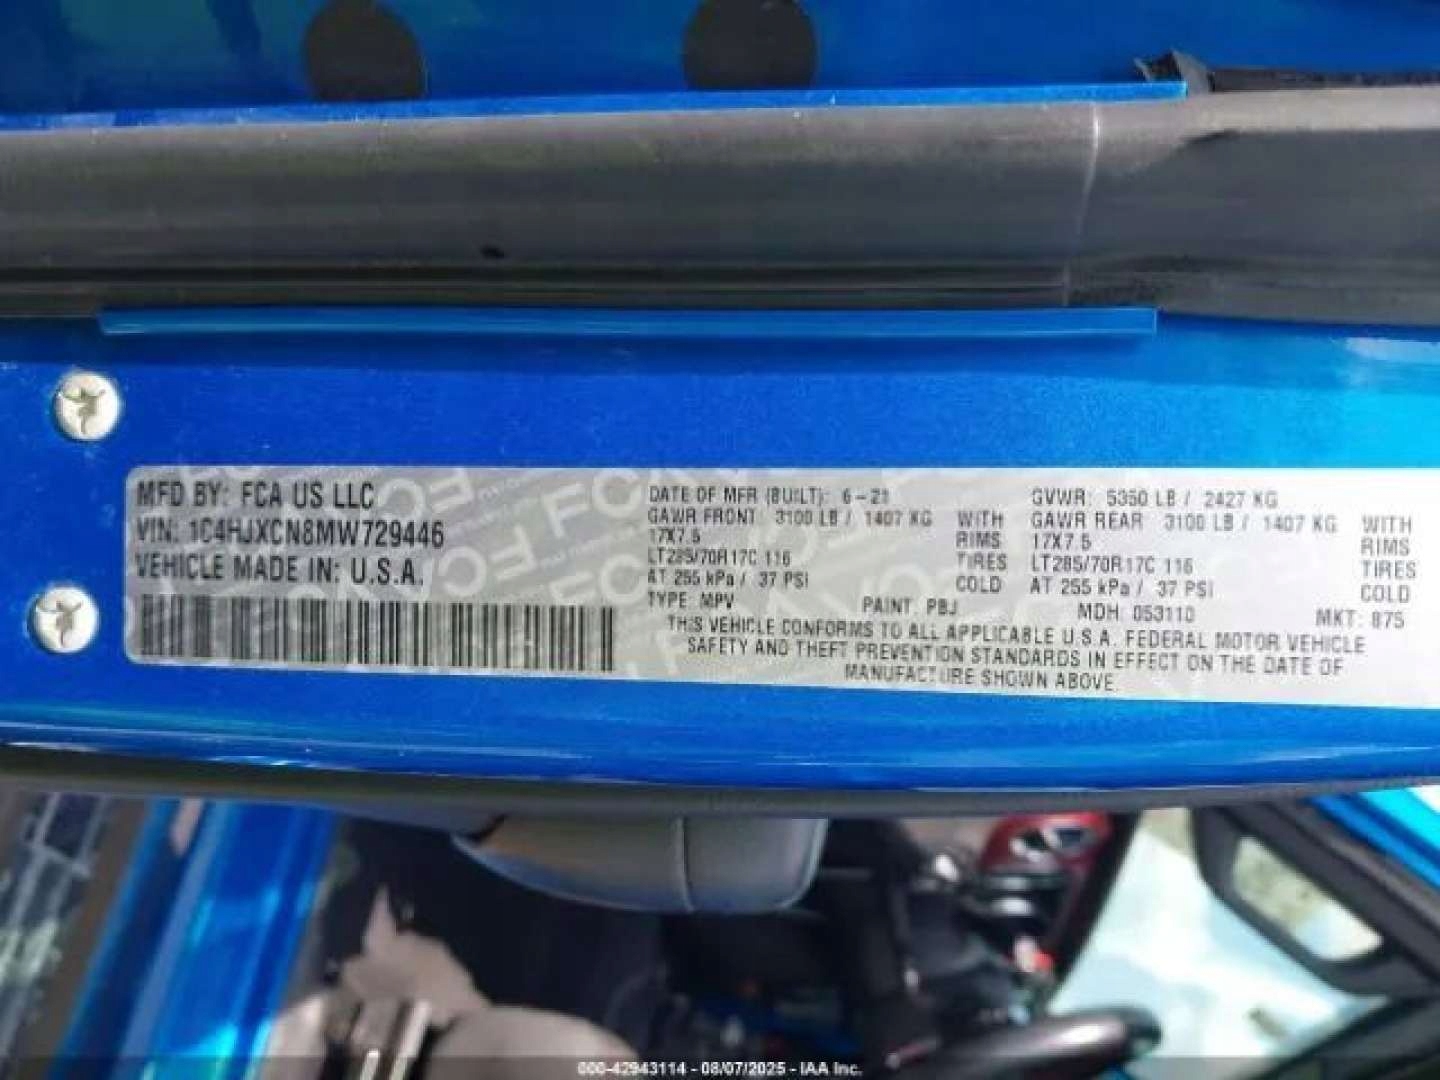 MFD BY: FCA US LLC
VIN: 1C4HJXCN8MW729446
VEHICLE MADE IN: U.S.A.
DATE OF MFR (BUILT): 6-21 GVWR: 5350 LB / 2427 KG
GAWR FRONT: 3100 LB/ 1407 KG WITH GAWR REAR: 3100 LB/ 1407 KG WITH
17X7.5 RIMS 17X7.5 RIMS
LT285/70R17C 116 TIRES LT285/70R17C 116 TIRES
AT 255 kPa / 37 PSI COLD AT 255 kPa / 37 PSI COLD
TYPE: MPV PAINT: PBJ MDH: 053110 MKT: 875
THIS VEHICLE CONFORMS TO ALL APPLICABLE U.S.A. FEDERAL MOTOR VEHICLE
SAFETY AND THEFT PREVENTION STANDARDS IN EFFECT ON THE DATE OF
MANUFACTURE SHOWN ABOVE.
000-42943114 - 08/07/2025 - IAA Inc.